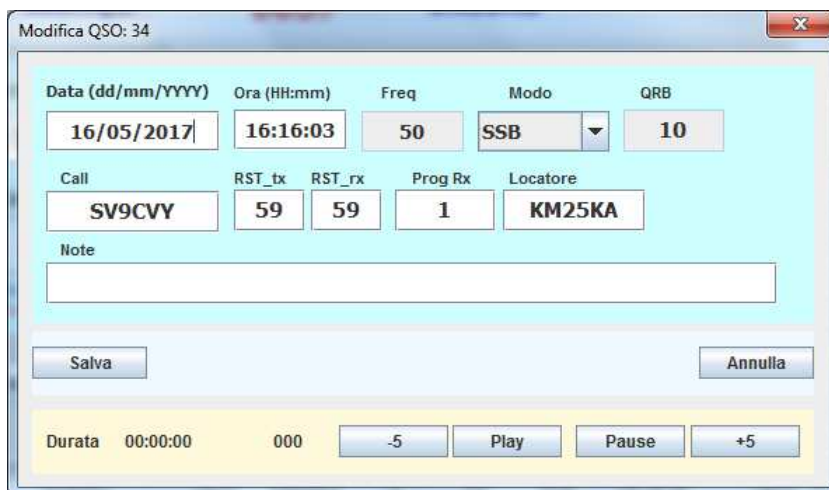 Modifica QSO: 34
Data (dd/mm/YYYY) Ora (HH:mm) Freq Modo QRB
16/05/2017 16:16:03 50 SSB 10
Call RST_tx RST_rx Prog Rx Locatore
SV9CVY 59 59 1 KM25KA
Note
Salva Annulla
Durata 00:00:00 000 -5 Play Pause +5